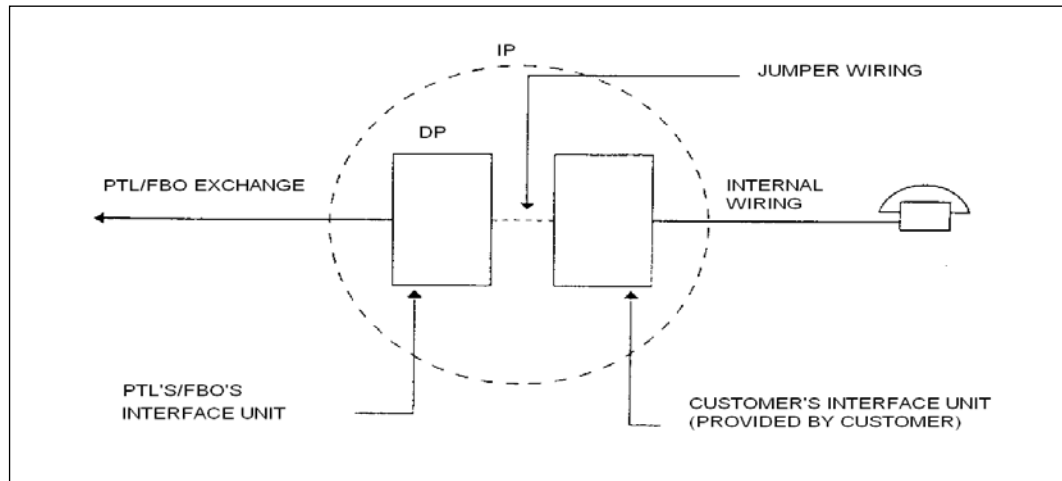 IP
JUMPER WIRING
DP
PTL/FBO EXCHANGE
INTERNAL
WIRING
PTL'S/FBO'S
INTERFACE UNIT
CUSTOMER'S INTERFACE UNIT
(PROVIDED BY CUSTOMER)